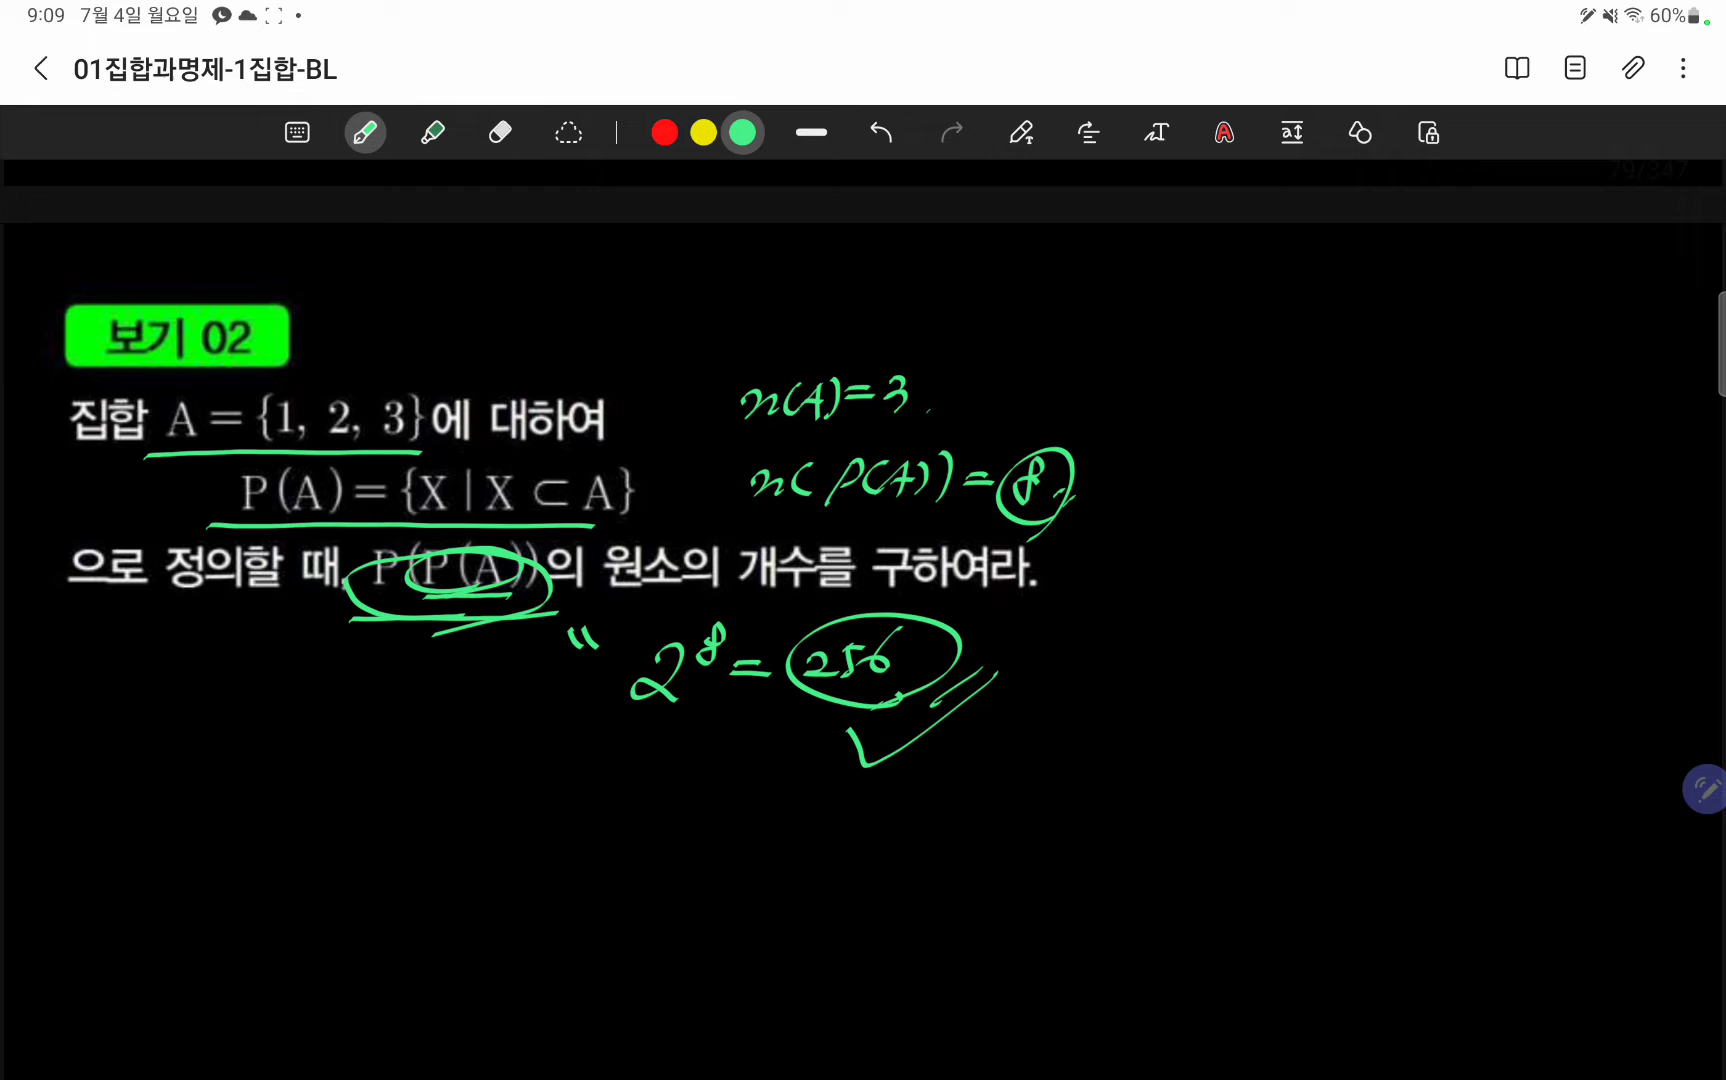 9:09 7월 4일 월요일 60%
01집합과명제-1집합-BL
79/347
보기 02
집합 A = {1, 2, 3}에 대하여
n(A)=3
P(A) = {X | X ⊂ A}
n(P(A))=8
으로 정의할 때, P(P(A))의 원소의 개수를 구하여라.
" 2⁸=256